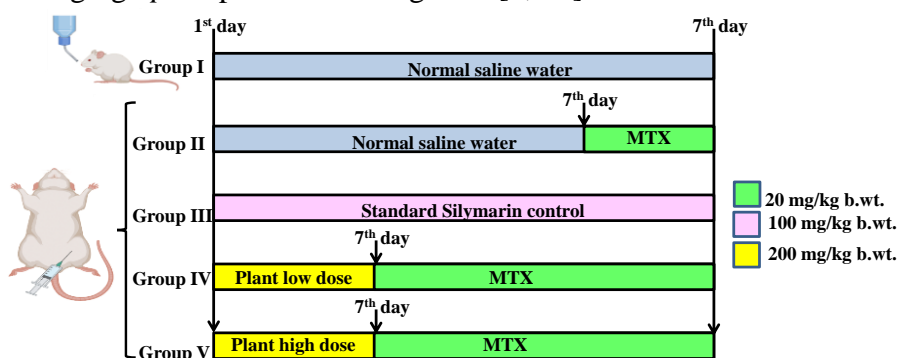 1st day
7th day
Group I
Normal saline water
7th day
Group II
Normal saline water
MTX
Group III
Standard Silymarin control
20 mg/kg b.wt.
100 mg/kg b.wt.
200 mg/kg b.wt.
7th day
Group IV
Plant low dose
MTX
7th day
Group V
Plant high dose
MTX